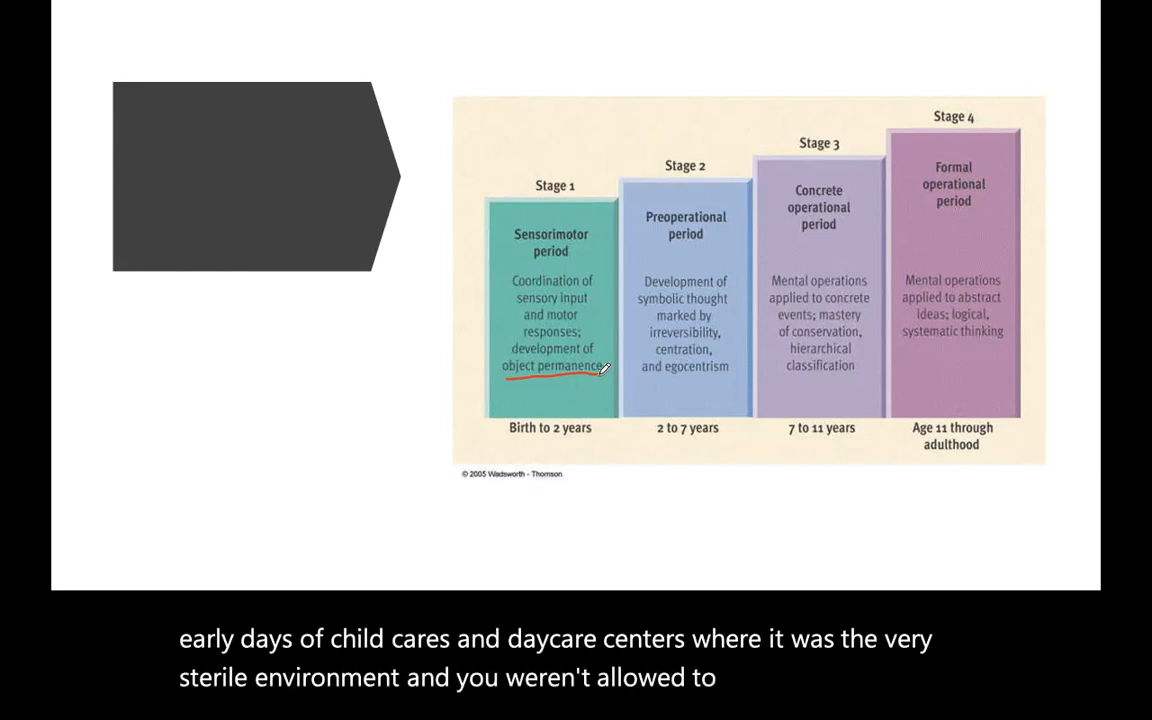 Stage 1
Sensorimotor
period
Coordination of
sensory input
and motor
responses;
development of
object permanence
Birth to 2 years
Stage 2
Preoperational
period
Development of
symbolic thought
marked by
irreversibility,
centration,
and egocentrism
2 to 7 years
Stage 3
Concrete
operational
period
Mental operations
applied to concrete
events; mastery
of conservation,
hierarchical
classification
7 to 11 years
Stage 4
Formal
operational
period
Mental operations
applied to abstract
ideas; logical,
systematic thinking
Age 11 through
adulthood
© 2005 Wadsworth - Thomson
early days of child cares and daycare centers where it was the very
sterile environment and you weren't allowed to